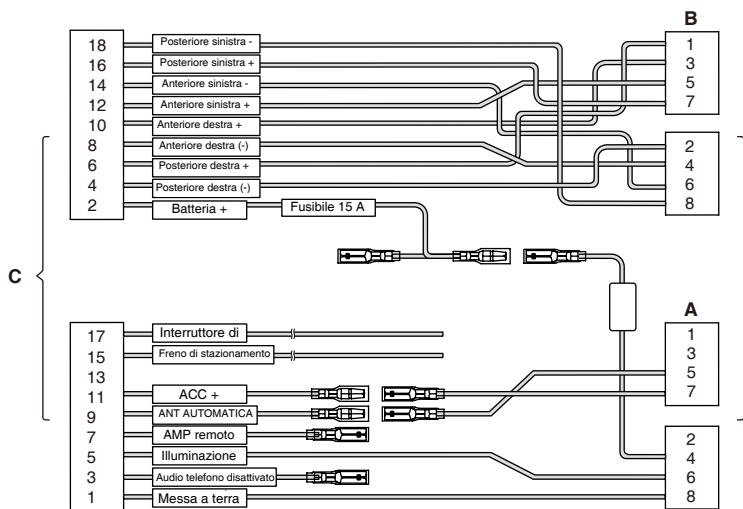 B
18 Posteriore sinistra - 1
16 Posteriore sinistra + 3
14 Anteriore sinistra - 5
12 Anteriore sinistra + 7
10 Anteriore destra +
8 Anteriore destra (-) 2
6 Posteriore destra + 4
4 Posteriore destra (-) 6
2 Batteria + Fusibile 15 A 8
C
A
17 Interruttore di 1
15 Freno di stazionamento 3
13 5
11 ACC + 7
9 ANT AUTOMATICA
7 AMP remoto 2
5 Illuminazione 4
3 Audio telefono disattivato 6
1 Messa a terra 8